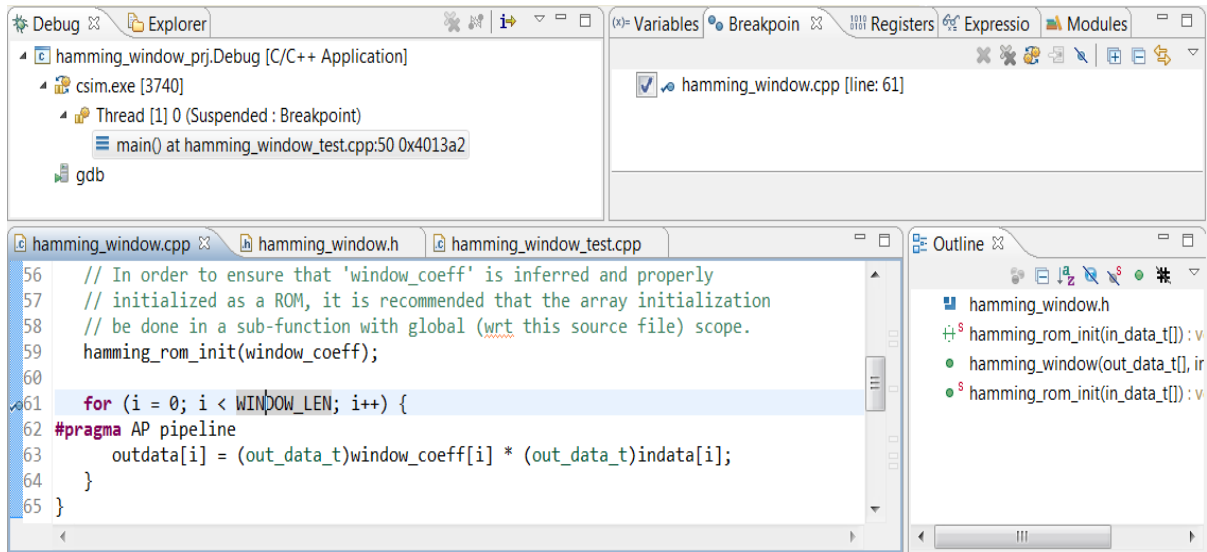 Debug Explorer
hamming_window_prj.Debug [C/C++ Application]
csim.exe [3740]
Thread [1] 0 (Suspended : Breakpoint)
main() at hamming_window_test.cpp:50 0x4013a2
gdb
(x)= Variables Breakpoin Registers Expressio Modules
hamming_window.cpp [line: 61]
hamming_window.cpp hamming_window.h hamming_window_test.cpp
56 // In order to ensure that 'window_coeff' is inferred and properly
57 // initialized as a ROM, it is recommended that the array initialization
58 // be done in a sub-function with global (wrt this source file) scope.
59 hamming_rom_init(window_coeff);
60
61 for (i = 0; i < WINDOW_LEN; i++) {
62 #pragma AP pipeline
63 outdata[i] = (out_data_t)window_coeff[i] * (out_data_t)indata[i];
64 }
65 }
Outline
hamming_window.h
hamming_rom_init(in_data_t[]) : v
hamming_window(out_data_t[], ir
hamming_rom_init(in_data_t[]) : v